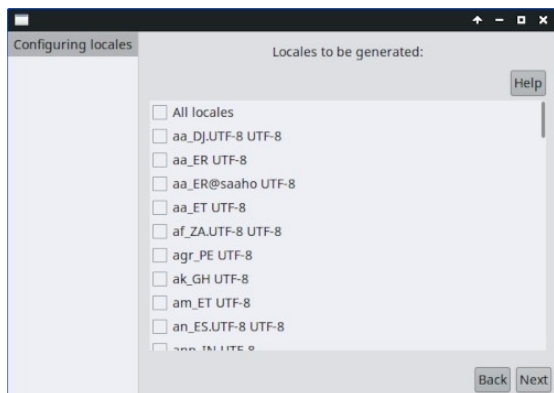 Configuring locales
Locales to be generated:
Help
All locales
aa_DJ.UTF-8 UTF-8
aa_ER UTF-8
aa_ER@saaho UTF-8
aa_ET UTF-8
af_ZA.UTF-8 UTF-8
agr_PE UTF-8
ak_GH UTF-8
am_ET UTF-8
an_ES.UTF-8 UTF-8
Back Next